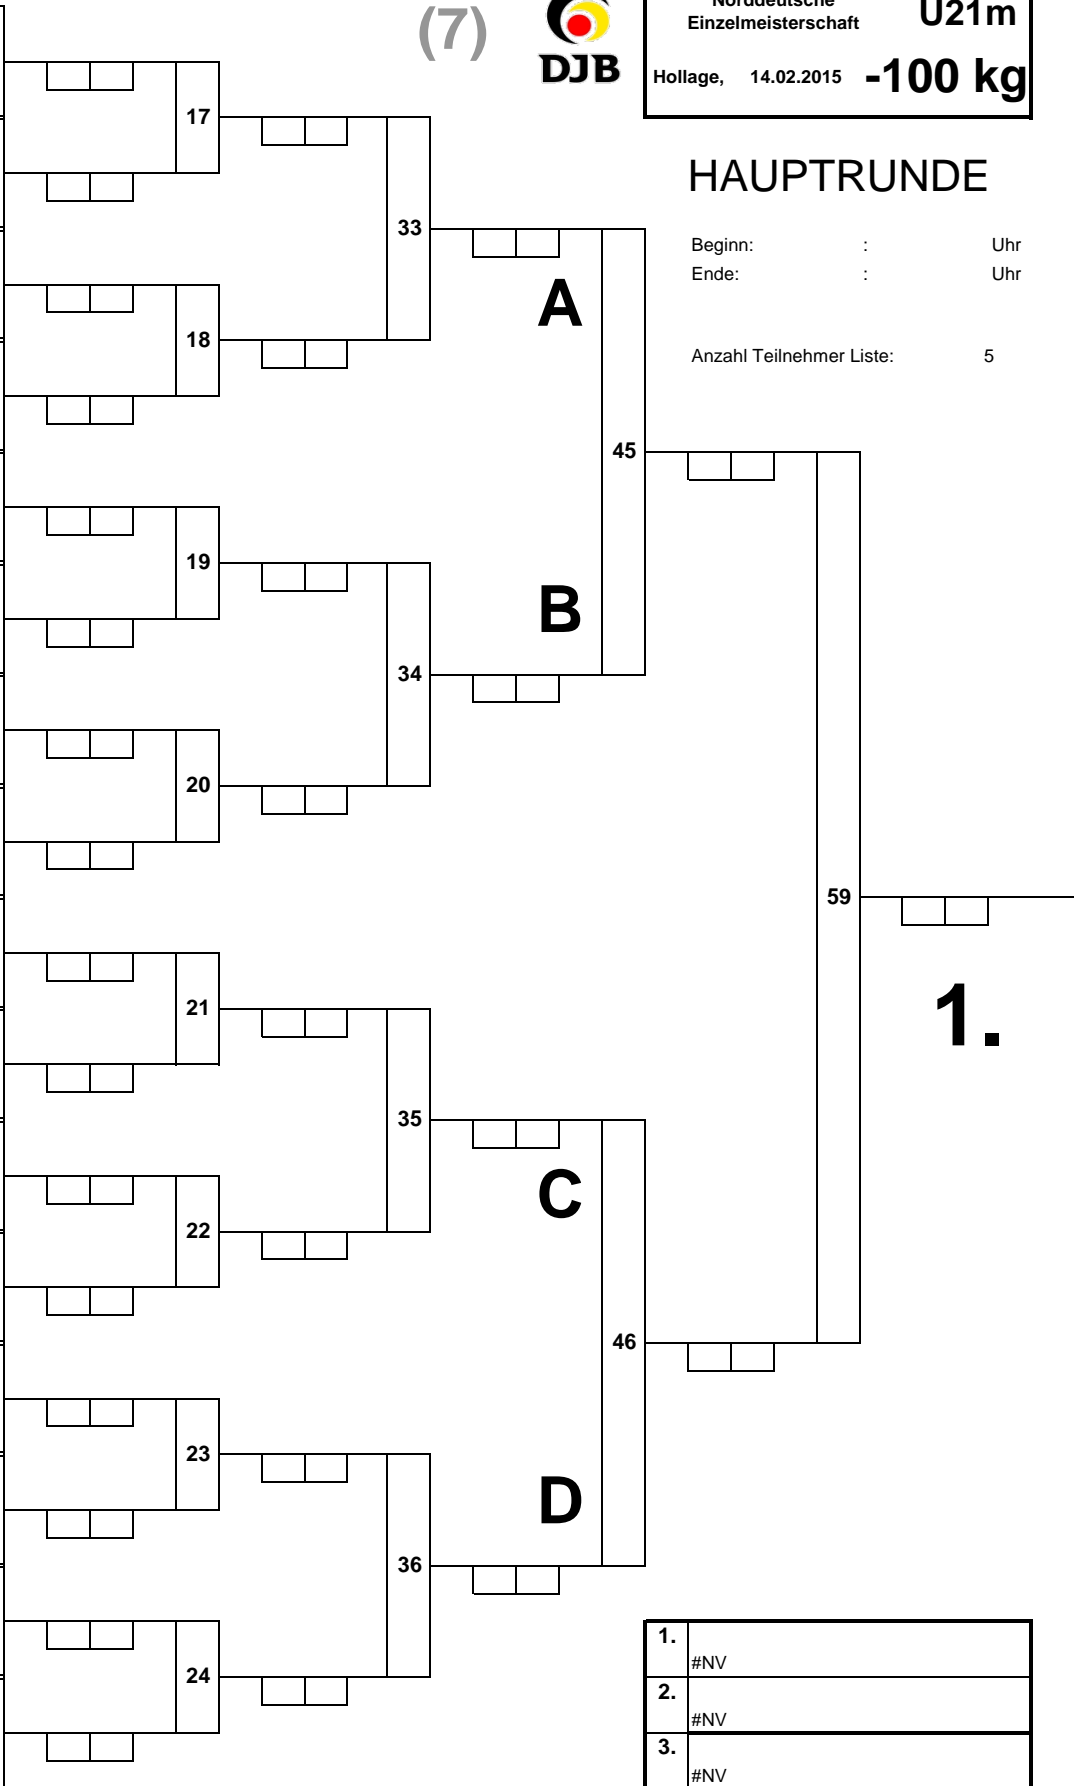 (7)
DJB
Norddeutsche
Einzelmeisterschaft
U21m
Hollage, 14.02.2015 -100 kg
HAUPTRUNDE
Beginn: : Uhr
Ende: : Uhr
Anzahl Teilnehmer Liste: 5
17
33
A
18
45
19
B
34
20
59
21
1.
35
C
22
46
23
D
36
24
1.
#NV
2.
#NV
3.
#NV